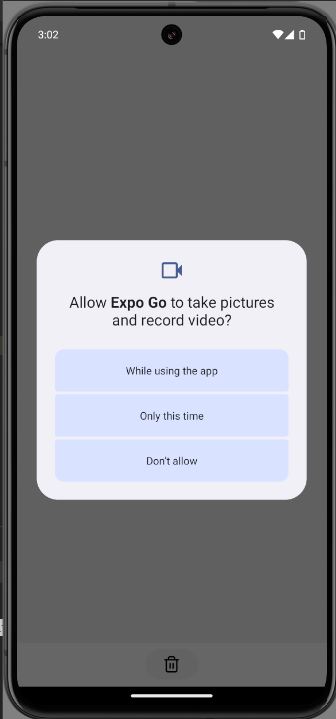 3:02
Allow Expo Go to take pictures
and record video?
While using the app
Only this time
Don't allow